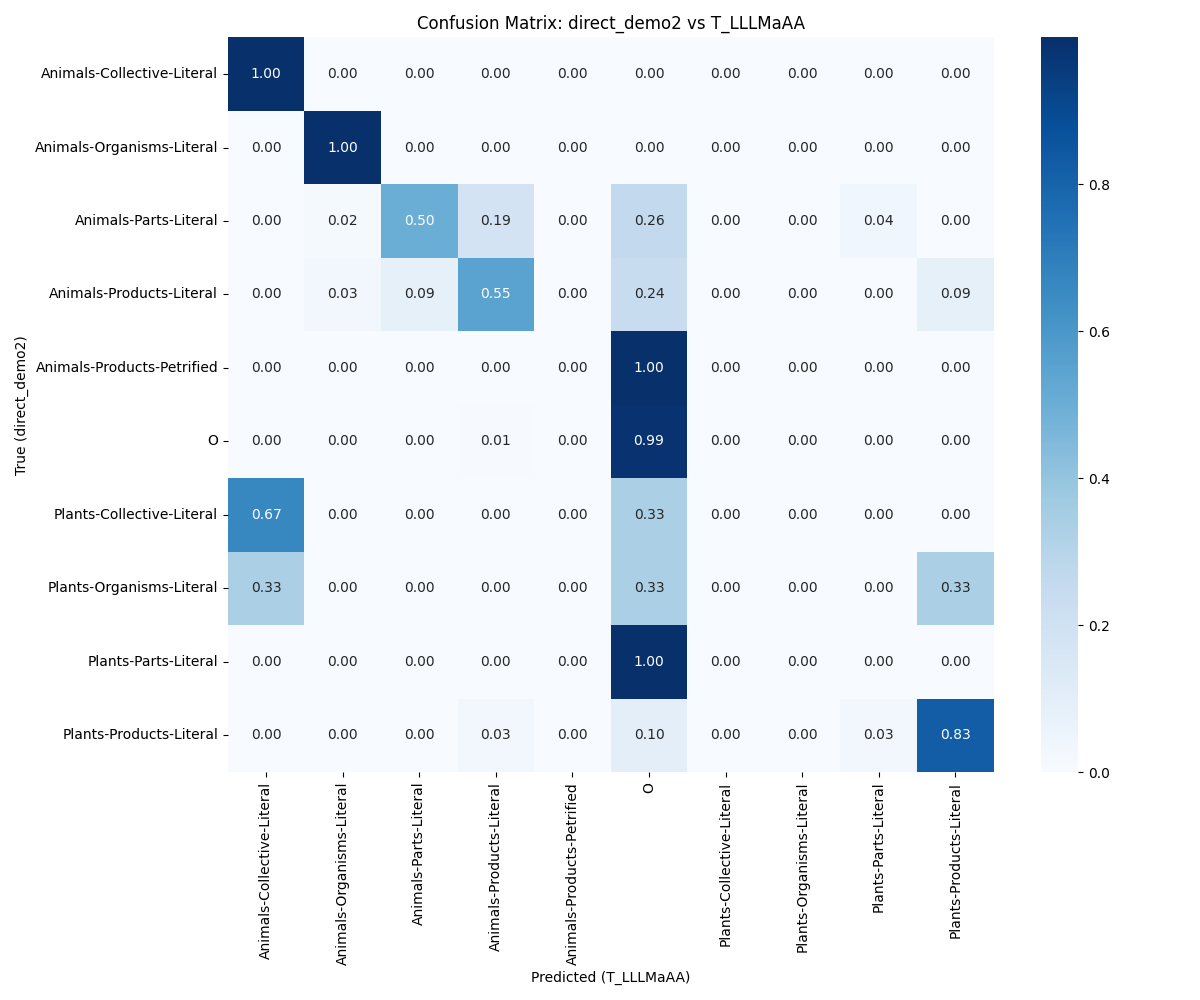 Confusion Matrix: direct_demo2 vs T_LLLMaAA
Animals-Collective-Literal 1.00 0.00 0.00 0.00 0.00 0.00 0.00 0.00 0.00 0.00
Animals-Organisms-Literal 0.00 1.00 0.00 0.00 0.00 0.00 0.00 0.00 0.00 0.00
Animals-Parts-Literal 0.00 0.02 0.50 0.19 0.00 0.26 0.00 0.00 0.04 0.00
Animals-Products-Literal 0.00 0.03 0.09 0.55 0.00 0.24 0.00 0.00 0.00 0.09
Animals-Products-Petrified 0.00 0.00 0.00 0.00 0.00 1.00 0.00 0.00 0.00 0.00
O 0.00 0.00 0.00 0.01 0.00 0.99 0.00 0.00 0.00 0.00
Plants-Collective-Literal 0.67 0.00 0.00 0.00 0.00 0.33 0.00 0.00 0.00 0.00
Plants-Organisms-Literal 0.33 0.00 0.00 0.00 0.00 0.33 0.00 0.00 0.00 0.33
Plants-Parts-Literal 0.00 0.00 0.00 0.00 0.00 1.00 0.00 0.00 0.00 0.00
Plants-Products-Literal 0.00 0.00 0.00 0.03 0.00 0.10 0.00 0.00 0.03 0.83
True (direct_demo2)
Animals-Collective-Literal
Animals-Organisms-Literal
Animals-Parts-Literal
Animals-Products-Literal
Animals-Products-Petrified
O
Plants-Collective-Literal
Plants-Organisms-Literal
Plants-Parts-Literal
Plants-Products-Literal
Predicted (T_LLLMaAA)
0.8
0.6
0.4
0.2
0.0